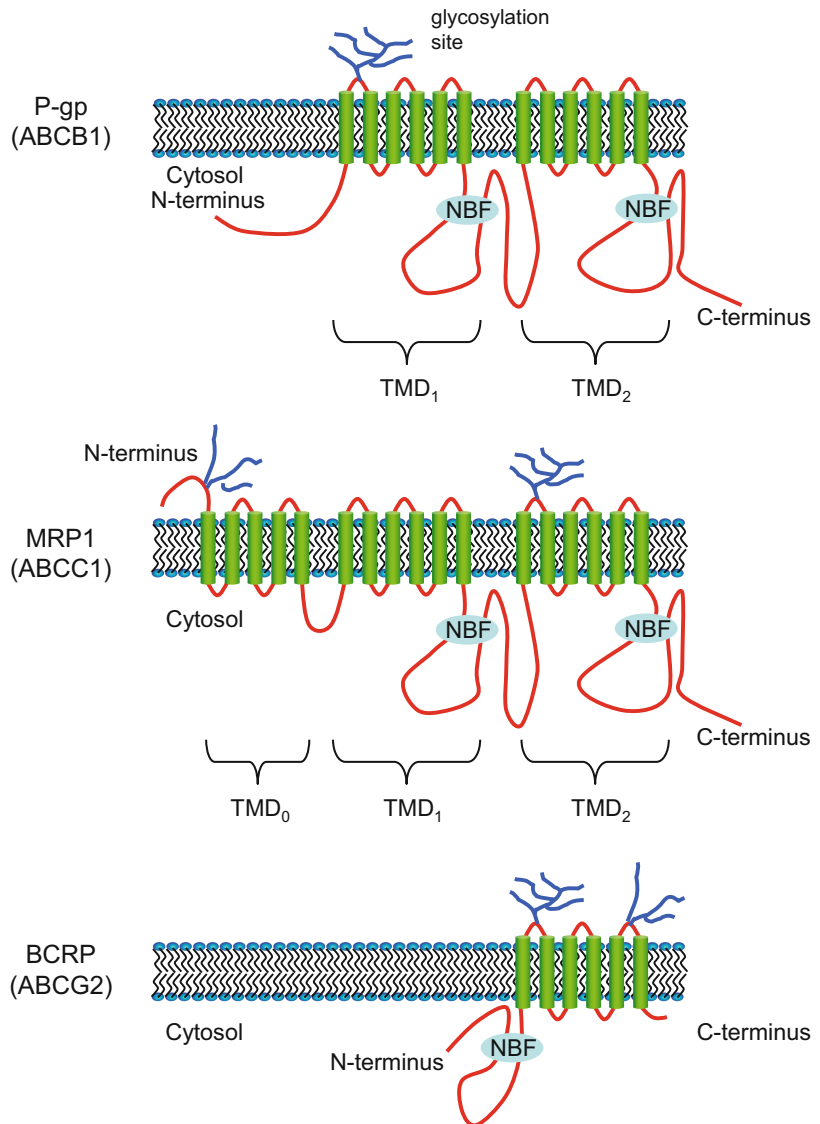 glycosylation
site
P-gp
(ABCB1)
Cytosol
N-terminus
NBF
NBF
C-terminus
TMD₁
TMD₂
N-terminus
MRP1
(ABCC1)
Cytosol
NBF
NBF
C-terminus
TMD₀
TMD₁
TMD₂
BCRP
(ABCG2)
Cytosol
C-terminus
N-terminus
NBF